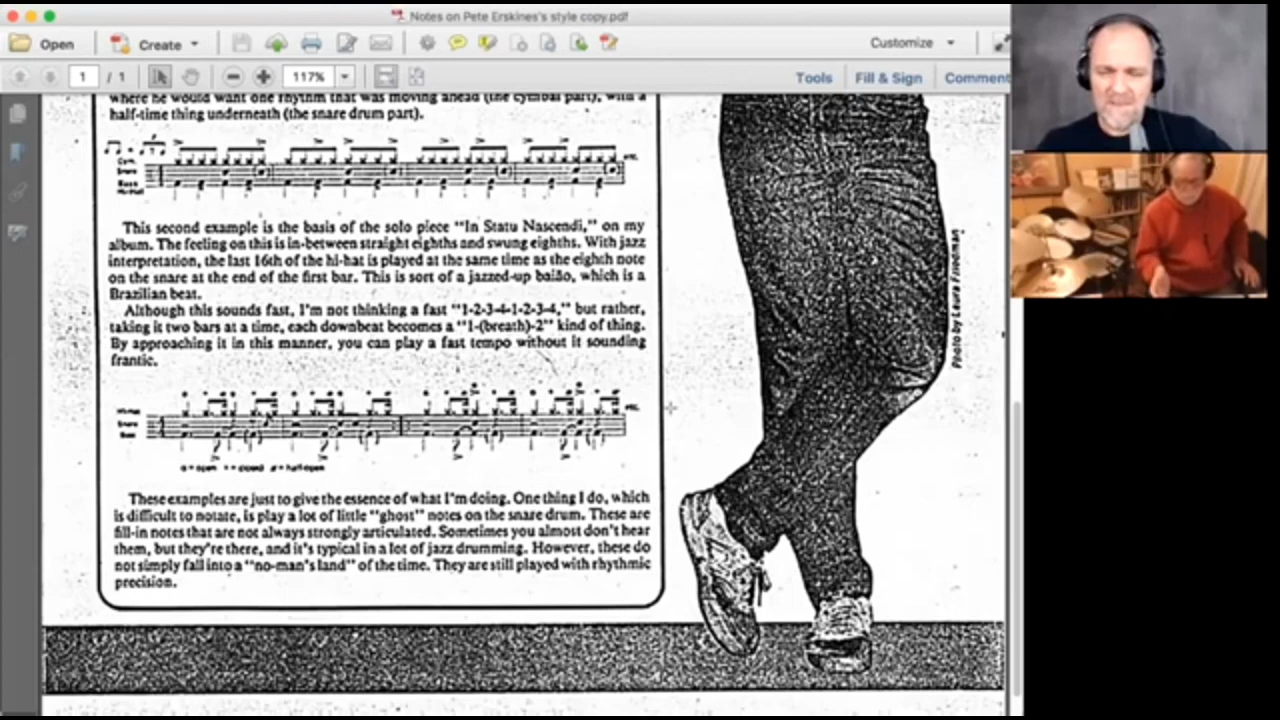 Notes on Pete Erskines's style copy.pdf
Open
Create
Customize
1 / 1
117%
Tools
Fill & Sign
Comment
where he would want one rhythm that was moving ahead (the cymbal part), with a
half-time thing underneath (the snare drum part).
Snare
Bass
This second example is the basis of the solo piece "In Statu Nascendi," on my
album. The feeling on this is in-between straight eighths and swung eighths. With jazz
interpretation, the last 16th of the hi-hat is played at the same time as the eighth note
on the snare at the end of the first bar. This is sort of a jazzed-up baião, which is a
Brazilian beat.
Although this sounds fast, I'm not thinking a fast "1-2-3-4-1-2-3-4," but rather,
taking it two bars at a time, each downbeat becomes a "1-(breath)-2" kind of thing.
By approaching it in this manner, you can play a fast tempo without it sounding
frantic.
Snare
Bass
o = open + = closed ø = half-open
These examples are just to give the essence of what I'm doing. One thing I do, which
is difficult to notate, is play a lot of little "ghost" notes on the snare drum. These are
fill-in notes that are not always strongly articulated. Sometimes you almost don't hear
them, but they're there, and it's typical in a lot of jazz drumming. However, these do
not simply fall into a "no-man's land" of the time. They are still played with rhythmic
precision.
Photo by Laura Friedman